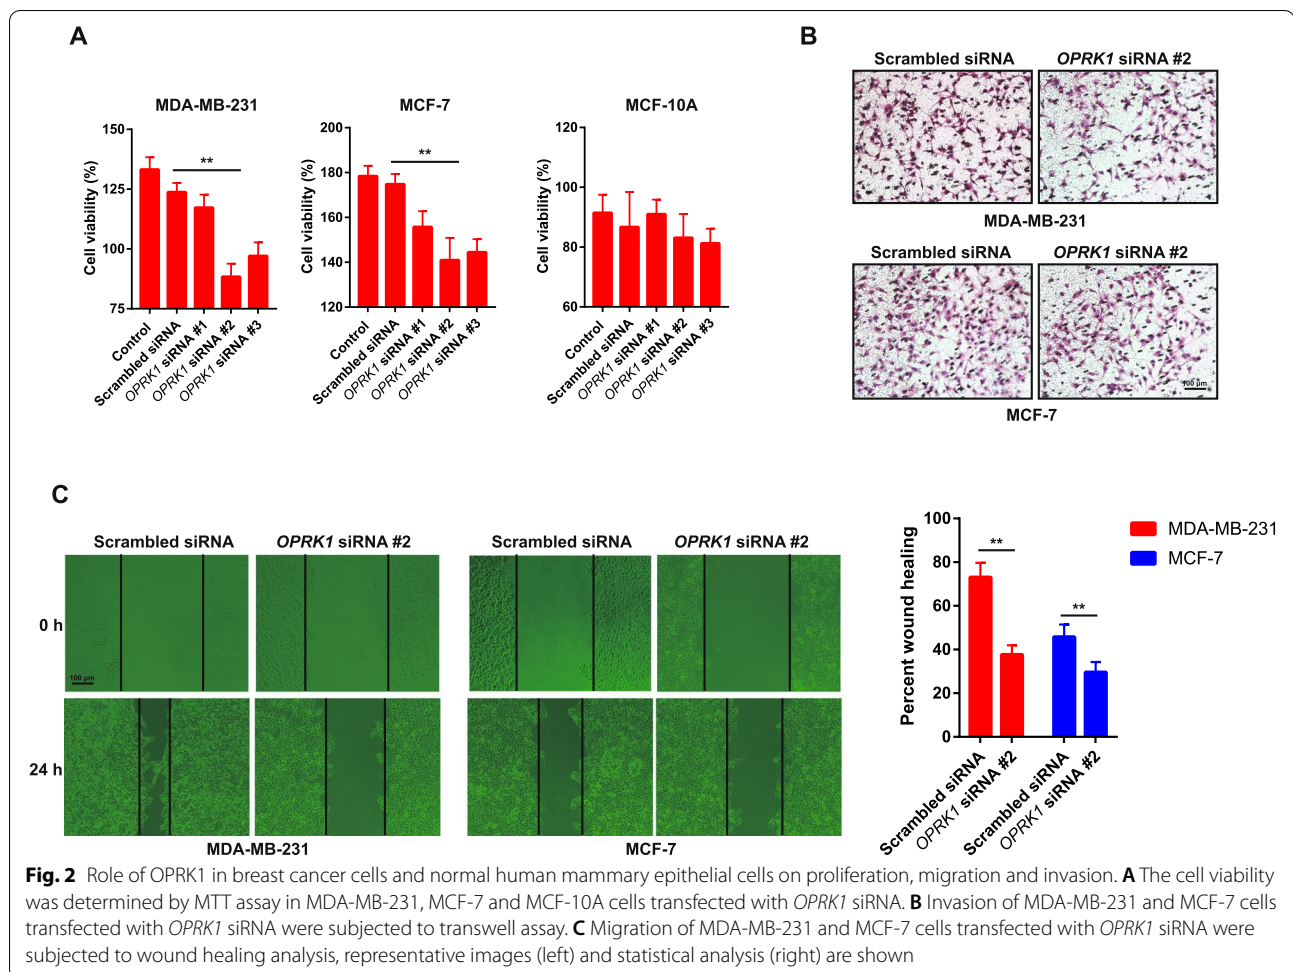 A
MDA-MB-231
150
125
100
75
Cell viability (%)
**
Control
Scrambled siRNA
OPRK1 siRNA #1
OPRK1 siRNA #2
OPRK1 siRNA #3
MCF-7
200
180
160
140
120
Cell viability (%)
**
Control
Scrambled siRNA
OPRK1 siRNA #1
OPRK1 siRNA #2
OPRK1 siRNA #3
MCF-10A
120
100
80
60
Cell viability (%)
Control
Scrambled siRNA
OPRK1 siRNA #1
OPRK1 siRNA #2
OPRK1 siRNA #3
B
Scrambled siRNA
OPRK1 siRNA #2
MDA-MB-231
Scrambled siRNA
OPRK1 siRNA #2
100 µm
MCF-7
C
Scrambled siRNA
OPRK1 siRNA #2
Scrambled siRNA
OPRK1 siRNA #2
0 h
100 µm
24 h
MDA-MB-231
MCF-7
100
80
60
40
20
0
Percent wound healing
**
**
MDA-MB-231
MCF-7
Scrambled siRNA
OPRK1 siRNA #2
Scrambled siRNA
OPRK1 siRNA #2
Fig. 2 Role of OPRK1 in breast cancer cells and normal human mammary epithelial cells on proliferation, migration and invasion. A The cell viability
was determined by MTT assay in MDA-MB-231, MCF-7 and MCF-10A cells transfected with OPRK1 siRNA. B Invasion of MDA-MB-231 and MCF-7 cells
transfected with OPRK1 siRNA were subjected to transwell assay. C Migration of MDA-MB-231 and MCF-7 cells transfected with OPRK1 siRNA were
subjected to wound healing analysis, representative images (left) and statistical analysis (right) are shown